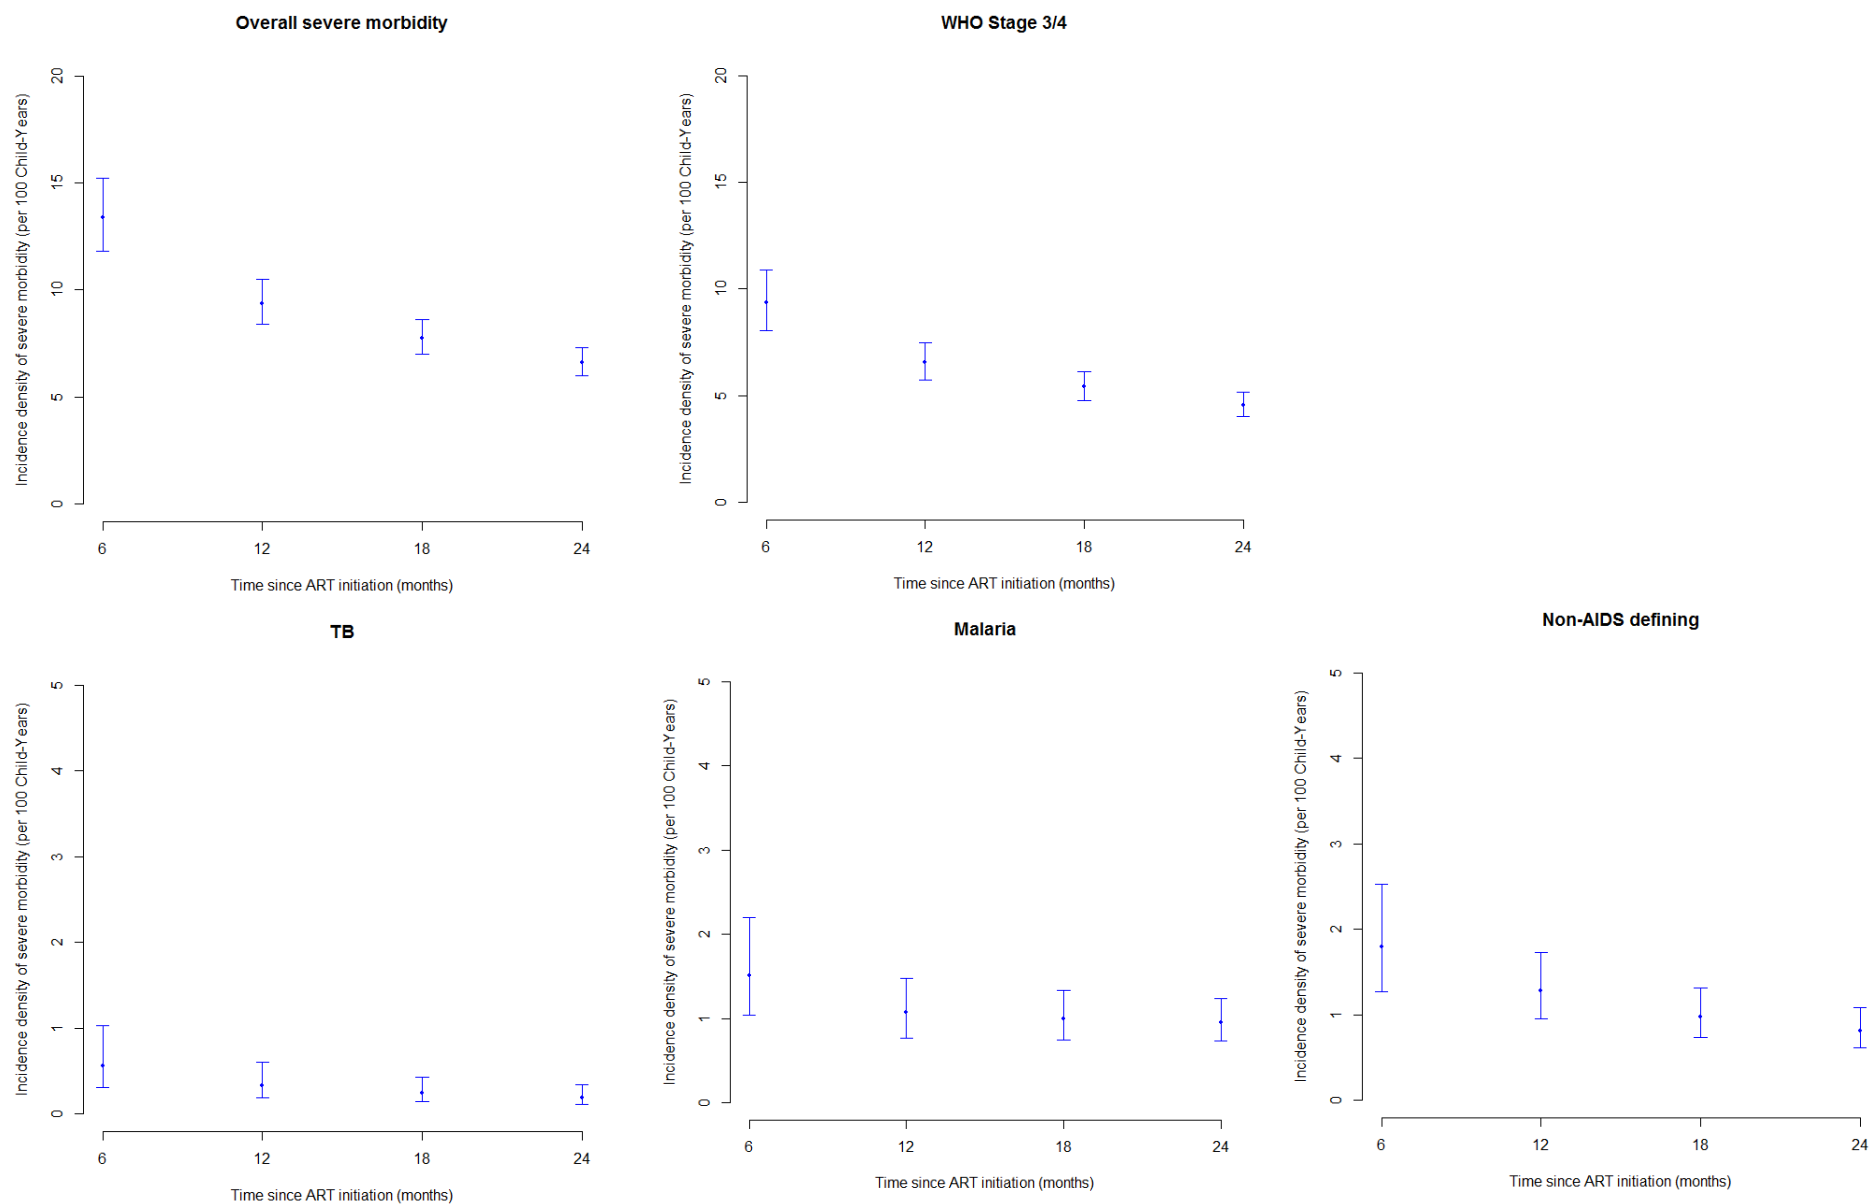 Overall severe morbidity
Incidence density of severe morbidity (per 100 Child-Years)
20
15
10
5
0
6 12 18 24
Time since ART initiation (months)
WHO Stage 3/4
Incidence density of severe morbidity (per 100 Child-Years)
20
15
10
5
0
6 12 18 24
Time since ART initiation (months)
TB
Incidence density of severe morbidity (per 100 Child-Years)
5
4
3
2
1
0
6 12 18 24
Time since ART initiation (months)
Malaria
Incidence density of severe morbidity (per 100 Child-Years)
5
4
3
2
1
0
6 12 18 24
Time since ART initiation (months)
Non-AIDS defining
Incidence density of severe morbidity (per 100 Child-Years)
5
4
3
2
1
0
6 12 18 24
Time since ART initiation (months)